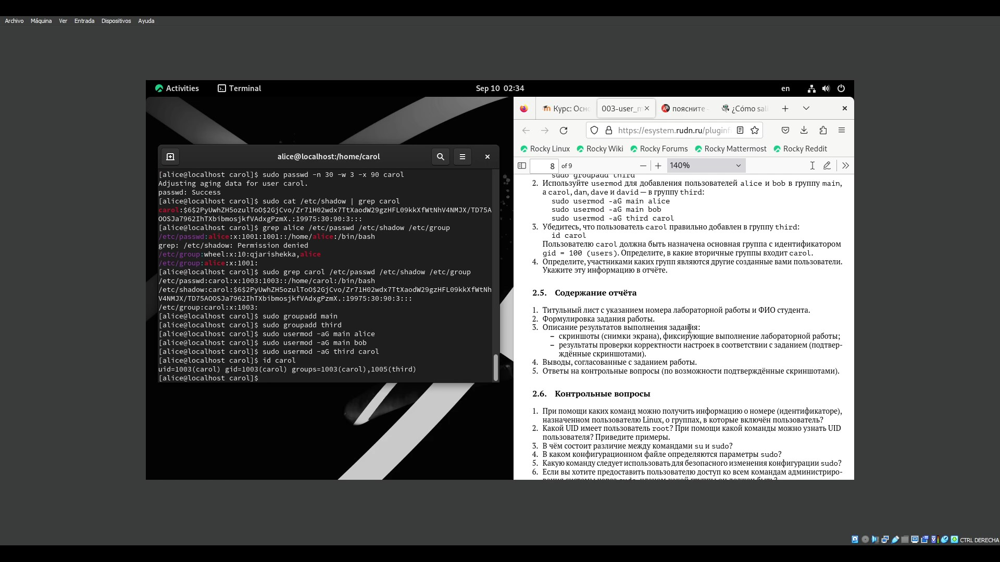 Archivo Máquina Ver Entrada Dispositivos Ayuda
Activities Terminal Sep 10 02:34 en
alice@localhost:/home/carol
[alice@localhost carol]$ sudo passwd -n 30 -w 3 -x 90 carol
Adjusting aging data for user carol.
passwd: Success
[alice@localhost carol]$ sudo cat /etc/shadow | grep carol
carol:$6$2PyUwhZH5ozulToO$2GjCvo/Zr71H02wdx7TtXaodW29gzHFL09kkXfWtNhV4NMJX/TD75A
OOSJa7962IhTXbibmosjkfVAdxgPzmX.:19975:30:90:3:::
[alice@localhost carol]$ grep alice /etc/passwd /etc/shadow /etc/group
/etc/passwd:alice:x:1001:1001::/home/alice:/bin/bash
grep: /etc/shadow: Permission denied
/etc/group:wheel:x:10:qjarishekka,alice
/etc/group:alice:x:1001:
[alice@localhost carol]$ sudo grep carol /etc/passwd /etc/shadow /etc/group
/etc/passwd:carol:x:1003:1003::/home/carol:/bin/bash
/etc/shadow:carol:$6$2PyUwhZH5ozulToO$2GjCvo/Zr71H02wdx7TtXaodW29gzHFL09kkXfWtNh
V4NMJX/TD75AOOSJa7962IhTXbibmosjkfVAdxgPzmX.:19975:30:90:3:::
/etc/group:carol:x:1003:
[alice@localhost carol]$ sudo groupadd main
[alice@localhost carol]$ sudo groupadd third
[alice@localhost carol]$ sudo usermod -aG main alice
[alice@localhost carol]$ sudo usermod -aG main bob
[alice@localhost carol]$ sudo usermod -aG third carol
[alice@localhost carol]$ id carol
uid=1003(carol) gid=1003(carol) groups=1003(carol),1005(third)
[alice@localhost carol]$
Курс: Осно 003-user_m поясните - ¿Cómo sali
https://esystem.rudn.ru/pluginf
Rocky Linux Rocky Wiki Rocky Forums Rocky Mattermost Rocky Reddit
8 of 9 140%
sudo groupadd third
2. Используйте usermod для добавления пользователей alice и bob в группу main,
а carol, dan, dave и david — в группу third:
sudo usermod -aG main alice
sudo usermod -aG main bob
sudo usermod -aG third carol
3. Убедитесь, что пользователь carol правильно добавлен в группу third:
id carol
Пользователю carol должна быть назначена основная группа с идентификатором
gid = 100 (users). Определите, в какие вторичные группы входит carol.
4. Определите, участниками каких групп являются другие созданные вами пользователи.
Укажите эту информацию в отчёте.
2.5. Содержание отчёта
1. Титульный лист с указанием номера лабораторной работы и ФИО студента.
2. Формулировка задания работы.
3. Описание результатов выполнения задания:
– скриншоты (снимки экрана), фиксирующие выполнение лабораторной работы;
– результаты проверки корректности настроек в соответствии с заданием (подтвер-
ждённые скриншотами).
4. Выводы, согласованные с заданием работы.
5. Ответы на контрольные вопросы (по возможности подтверждённые скриншотами).
2.6. Контрольные вопросы
1. При помощи каких команд можно получить информацию о номере (идентификаторе),
назначенном пользователю Linux, о группах, в которые включён пользователь?
2. Какой UID имеет пользователь root? При помощи какой команды можно узнать UID
пользователя? Приведите примеры.
3. В чём состоит различие между командами su и sudo?
4. В каком конфигурационном файле определяются параметры sudo?
5. Какую команду следует использовать для безопасного изменения конфигурации sudo?
6. Если вы хотите предоставить пользователю доступ ко всем командам администриро-
вания системы через sudo, членом какой группы он должен быть?
CTRL DERECHA